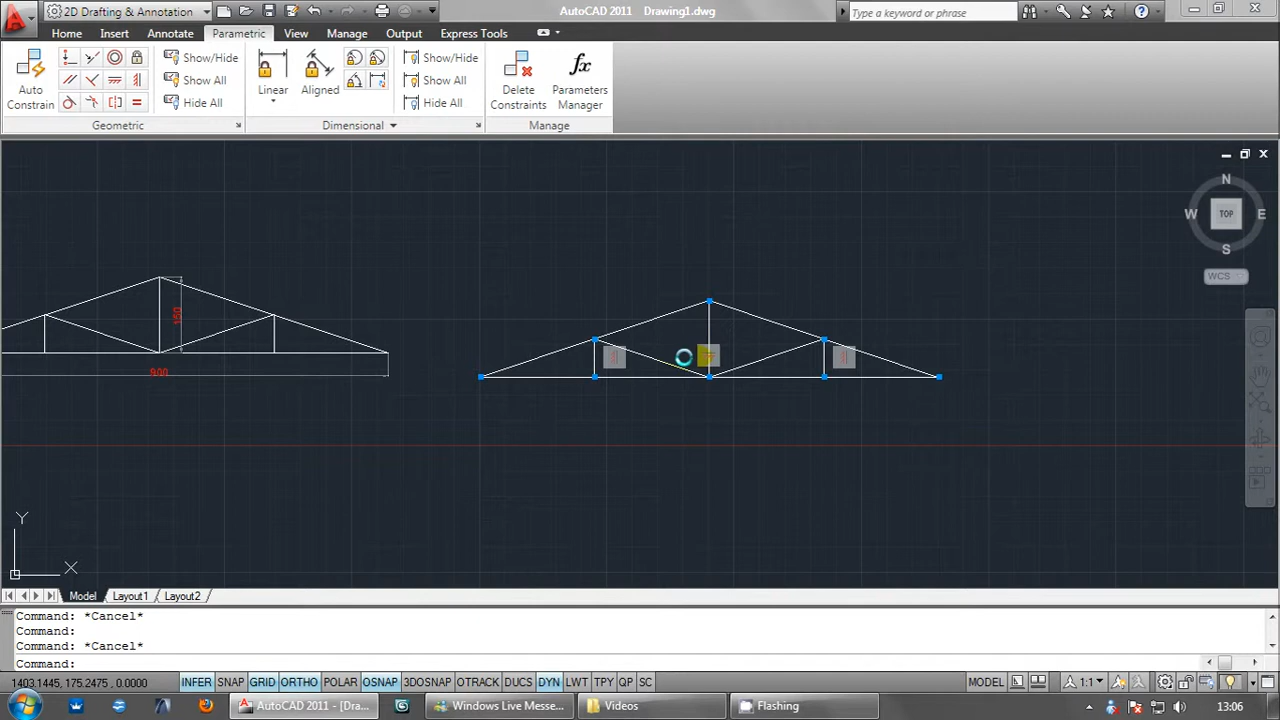 2D Drafting & Annotation
AutoCAD 2011 Drawing1.dwg
Type a keyword or phrase
Home Insert Annotate Parametric View Manage Output Express Tools
Auto Constrain
Show/Hide
Show All
Hide All
Geometric
Linear
Aligned
Show/Hide
Show All
Hide All
Dimensional
Delete Constraints
Parameters Manager
Manage
N
W TOP E
S
WCS
150
900
Y
X
Model Layout1 Layout2
Command: *Cancel*
Command:
Command: *Cancel*
Command:
1403.1445, 175.2475 , 0.0000
INFER SNAP GRID ORTHO POLAR OSNAP 3DOSNAP OTRACK DUCS DYN LWT TPY QP SC
MODEL
1:1
AutoCAD 2011 - [Dra...
Windows Live Messe...
Videos
Flashing
13:06